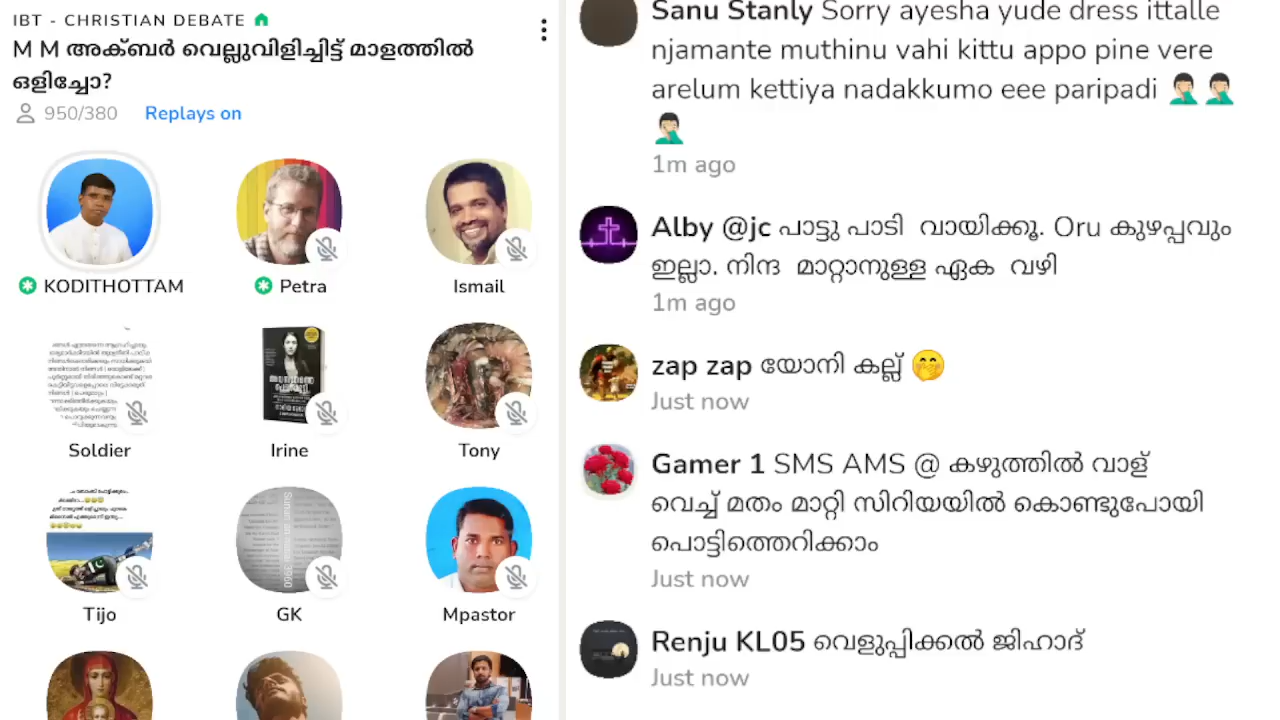 IBT - CHRISTIAN DEBATE
M M അക്ബർ വെല്ലുവിളിച്ചിട്ട് മാളത്തിൽ
ഒളിച്ചോ?
950/380 Replays on
KODITHOTTAM
Petra
Ismail
Soldier
Irine
Tony
Tijo
GK
Mpastor
Sanu Stanly Sorry ayesha yude dress ittalle
njamante muthinu vahi kittu appo pine vere
arelum kettiya nadakkumo eee paripadi 🤦🏻‍♂️🤦🏻‍♂️
🤦🏻‍♂️
1m ago
Alby @jc പാട്ടു പാടി വായിക്കൂ. Oru കുഴപ്പവും
ഇല്ലാ. നിന്ദ മാറ്റാനുള്ള ഏക വഴി
1m ago
zap zap യോനി കല്ല് 🤭
Just now
Gamer 1 SMS AMS @ കഴുത്തിൽ വാള്
വെച്ച് മതം മാറ്റി സിറിയയിൽ കൊണ്ടുപോയി
പൊട്ടിത്തെറിക്കാം
Just now
Renju KL05 വെളുപ്പിക്കൽ ജിഹാദ്
Just now